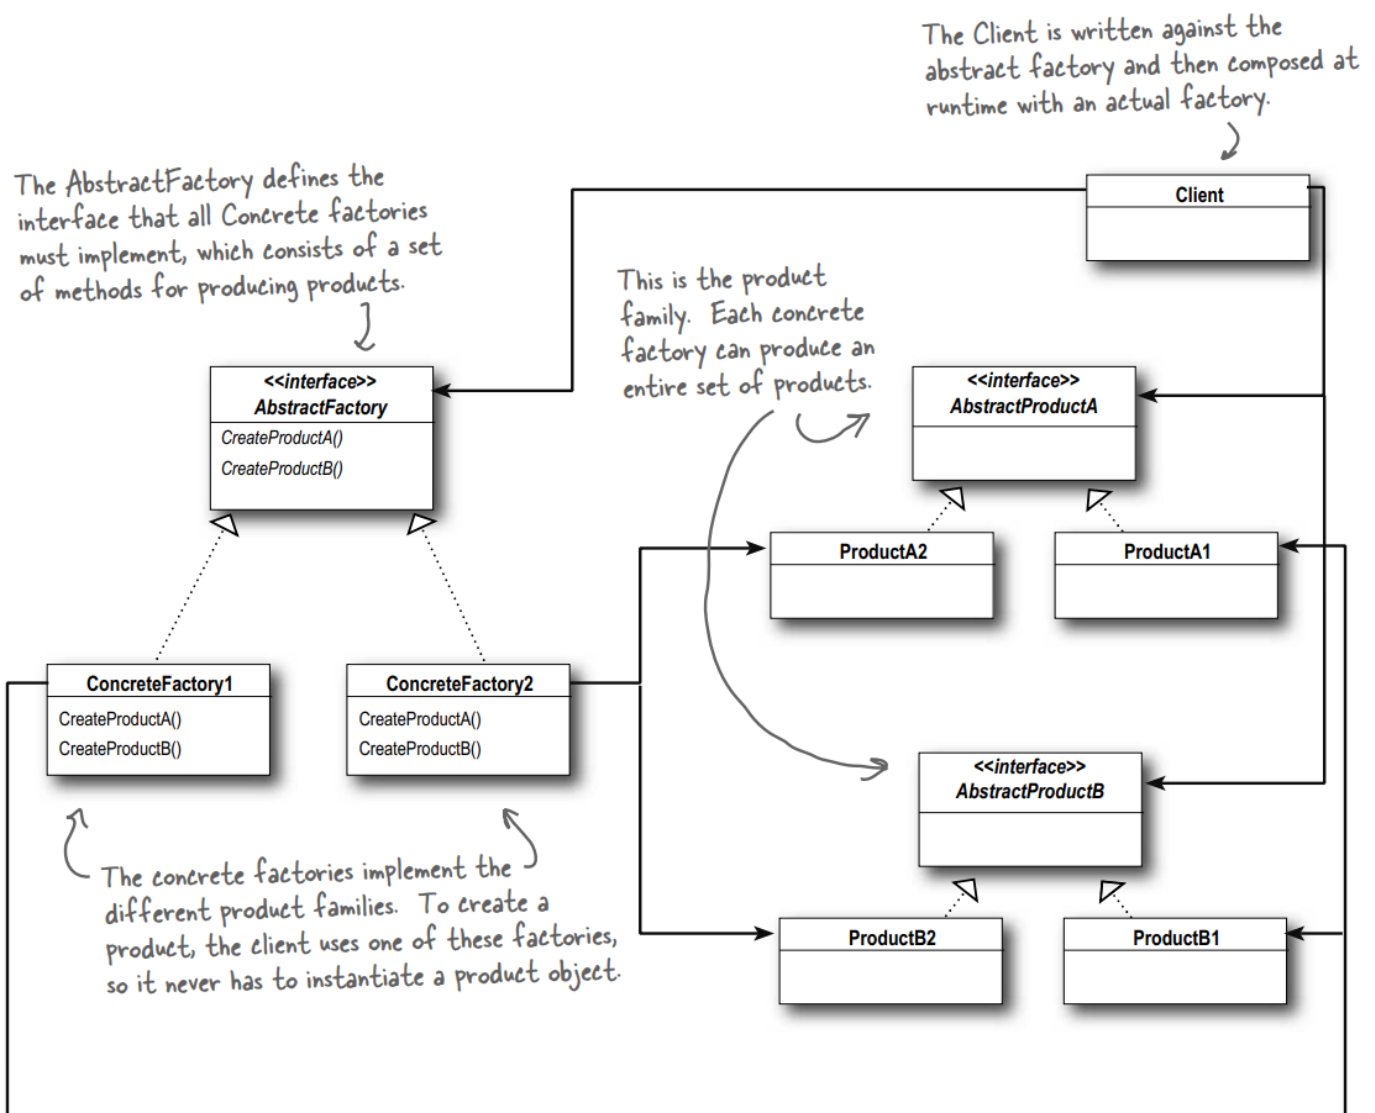 The Client is written against the
abstract factory and then composed at
runtime with an actual factory.
The AbstractFactory defines the
interface that all Concrete factories
must implement, which consists of a set
of methods for producing products.
Client
This is the product
family. Each concrete
factory can produce an
entire set of products.
<<interface>>
AbstractFactory
CreateProductA()
CreateProductB()
<<interface>>
AbstractProductA
ProductA2
ProductA1
ConcreteFactory1
CreateProductA()
CreateProductB()
ConcreteFactory2
CreateProductA()
CreateProductB()
<<interface>>
AbstractProductB
The concrete factories implement the
different product families. To create a
product, the client uses one of these factories,
so it never has to instantiate a product object.
ProductB2
ProductB1